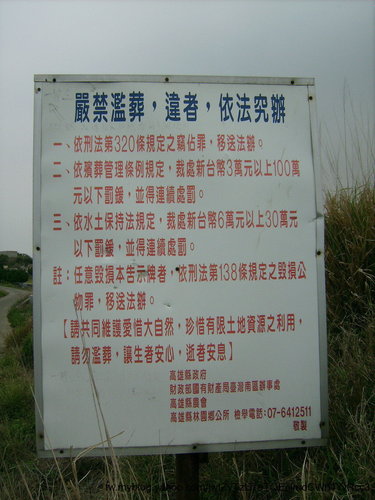 嚴禁濫葬，違者，依法究辦
一、依刑法第320條規定之竊佔罪，移送法辦。
二、依殯葬管理條例規定，裁處新台幣3萬元以上100萬
元以下罰鍰，並得連續處罰。
三、依水土保持法規定，裁處新台幣6萬元以上30萬元
以下罰鍰，並得連續處罰。
註：任意毀損本告示牌者，依刑法第138條規定之毀損公
物罪，移送法辦。
【請共同維護愛惜大自然，珍惜有限土地資源之利用，
請勿濫葬，讓生者安心，逝者安息】
高雄縣政府
財政部國有財產局臺灣南區辦事處
高雄縣農會
高雄縣林園鄉公所 檢舉電話：07-6412511
敬製